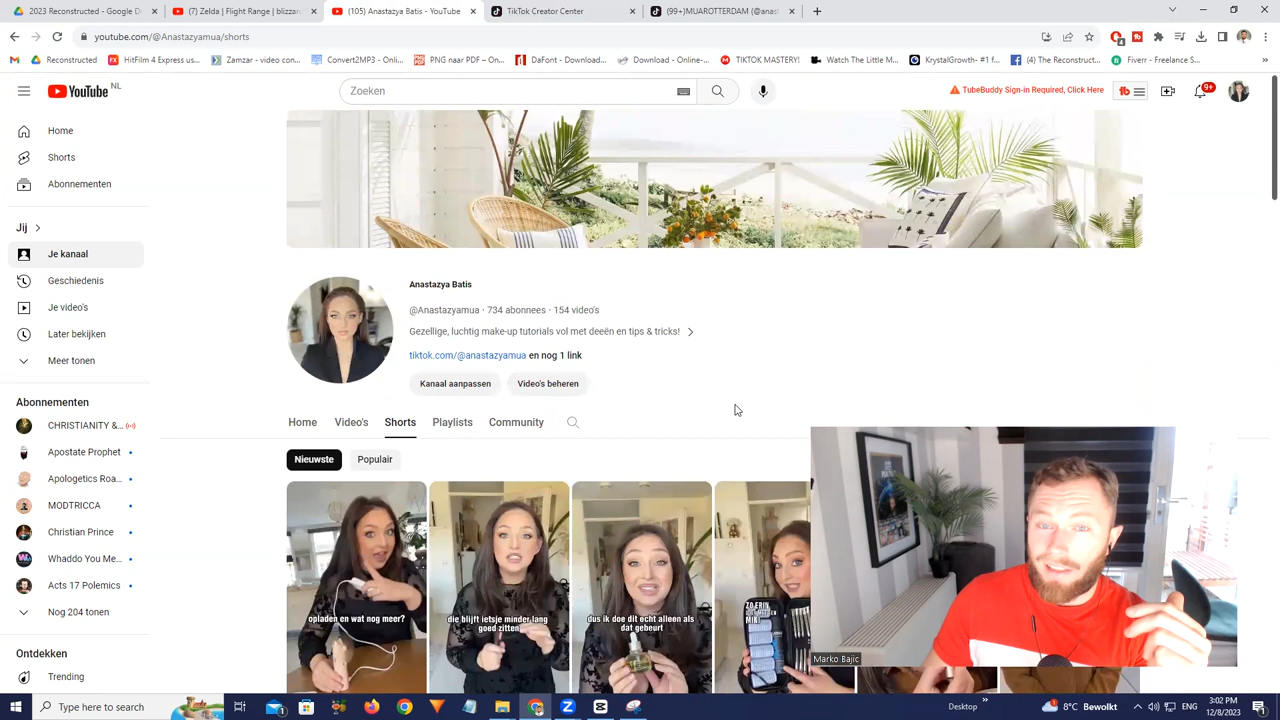 2023 Reconstructed - Google D
(7) Zelda | Flight Range | blizzar
(105) Anastazya Batis - YouTube
TikTok Creator Center
(99+)MUAROTTERDAM (@anast
youtube.com/@Anastazyamua/shorts
Reconstructed
HitFilm 4 Express us...
Zamzar - video con...
Convert2MP3 - Onli...
PNG naar PDF – On...
DaFont - Download...
Download - Online-...
TIKTOK MASTERY!
Watch The Little M...
KrystalGrowth- #1 f...
(4) The Reconstruct...
Fiverr - Freelance S...
YouTube NL
Zoeken
TubeBuddy Sign-in Required, Click Here
tb
9+
Home
Shorts
Abonnementen
Jij
Je kanaal
Geschiedenis
Je video's
Later bekijken
Meer tonen
Abonnementen
CHRISTIANITY &...
Apostate Prophet
Apologetics Roa...
MODTRICCA
Christian Prince
Whaddo You Me...
Acts 17 Polemics
Nog 204 tonen
Ontdekken
Trending
Anastazya Batis
@Anastazyamua · 734 abonnees · 154 video's
Gezellige, luchtig make-up tutorials vol met deeën en tips & tricks!
tiktok.com/@anastazyamua en nog 1 link
Kanaal aanpassen
Video's beheren
Home
Video's
Shorts
Playlists
Community
Nieuwste
Populair
opladen en wat nog meer?
die blijft ietsje minder lang
goed zitten
dus ik doe dit echt alleen als
dat gebeurt
Marko Bajic
Type here to search
Desktop
8°C Bewolkt
ENG
3:02 PM
12/8/2023